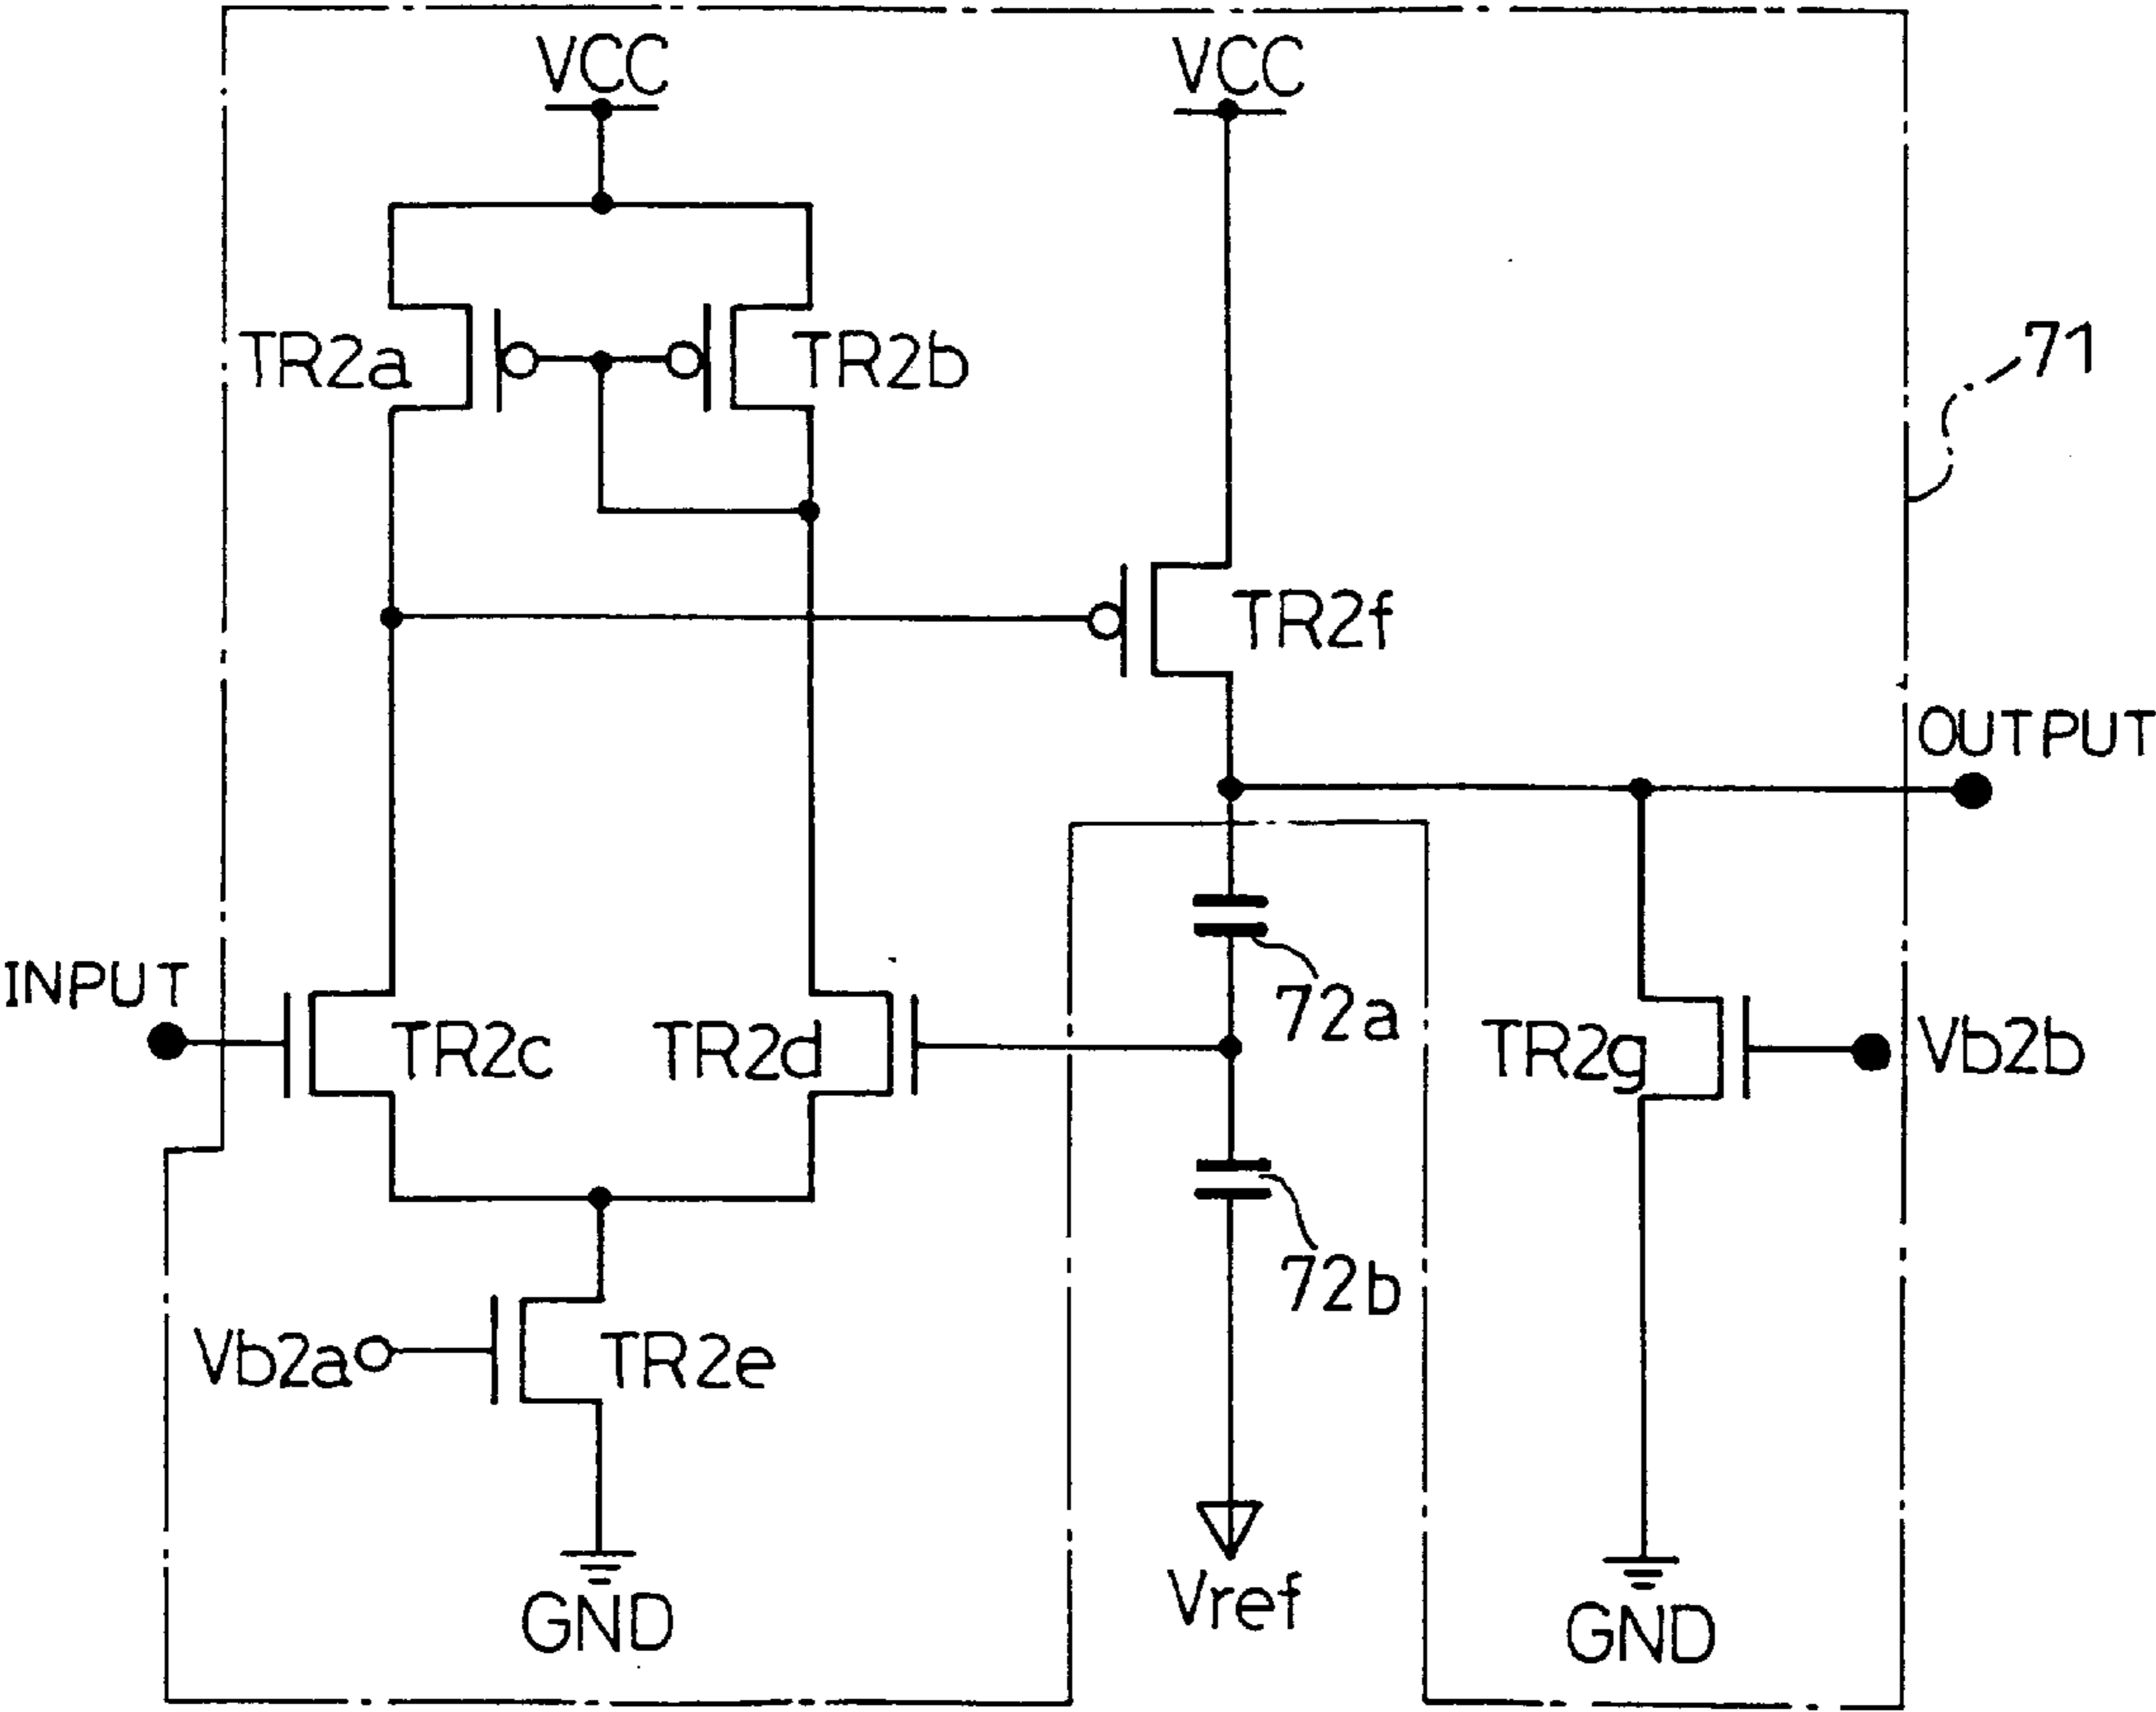 VCC
VCC
TR2a
TR2b
71
TR2f
OUTPUT
INPUT
TR2c
TR2d
72a
TR2g
Vb2b
72b
Vb2a
TR2e
Vref
GND
GND